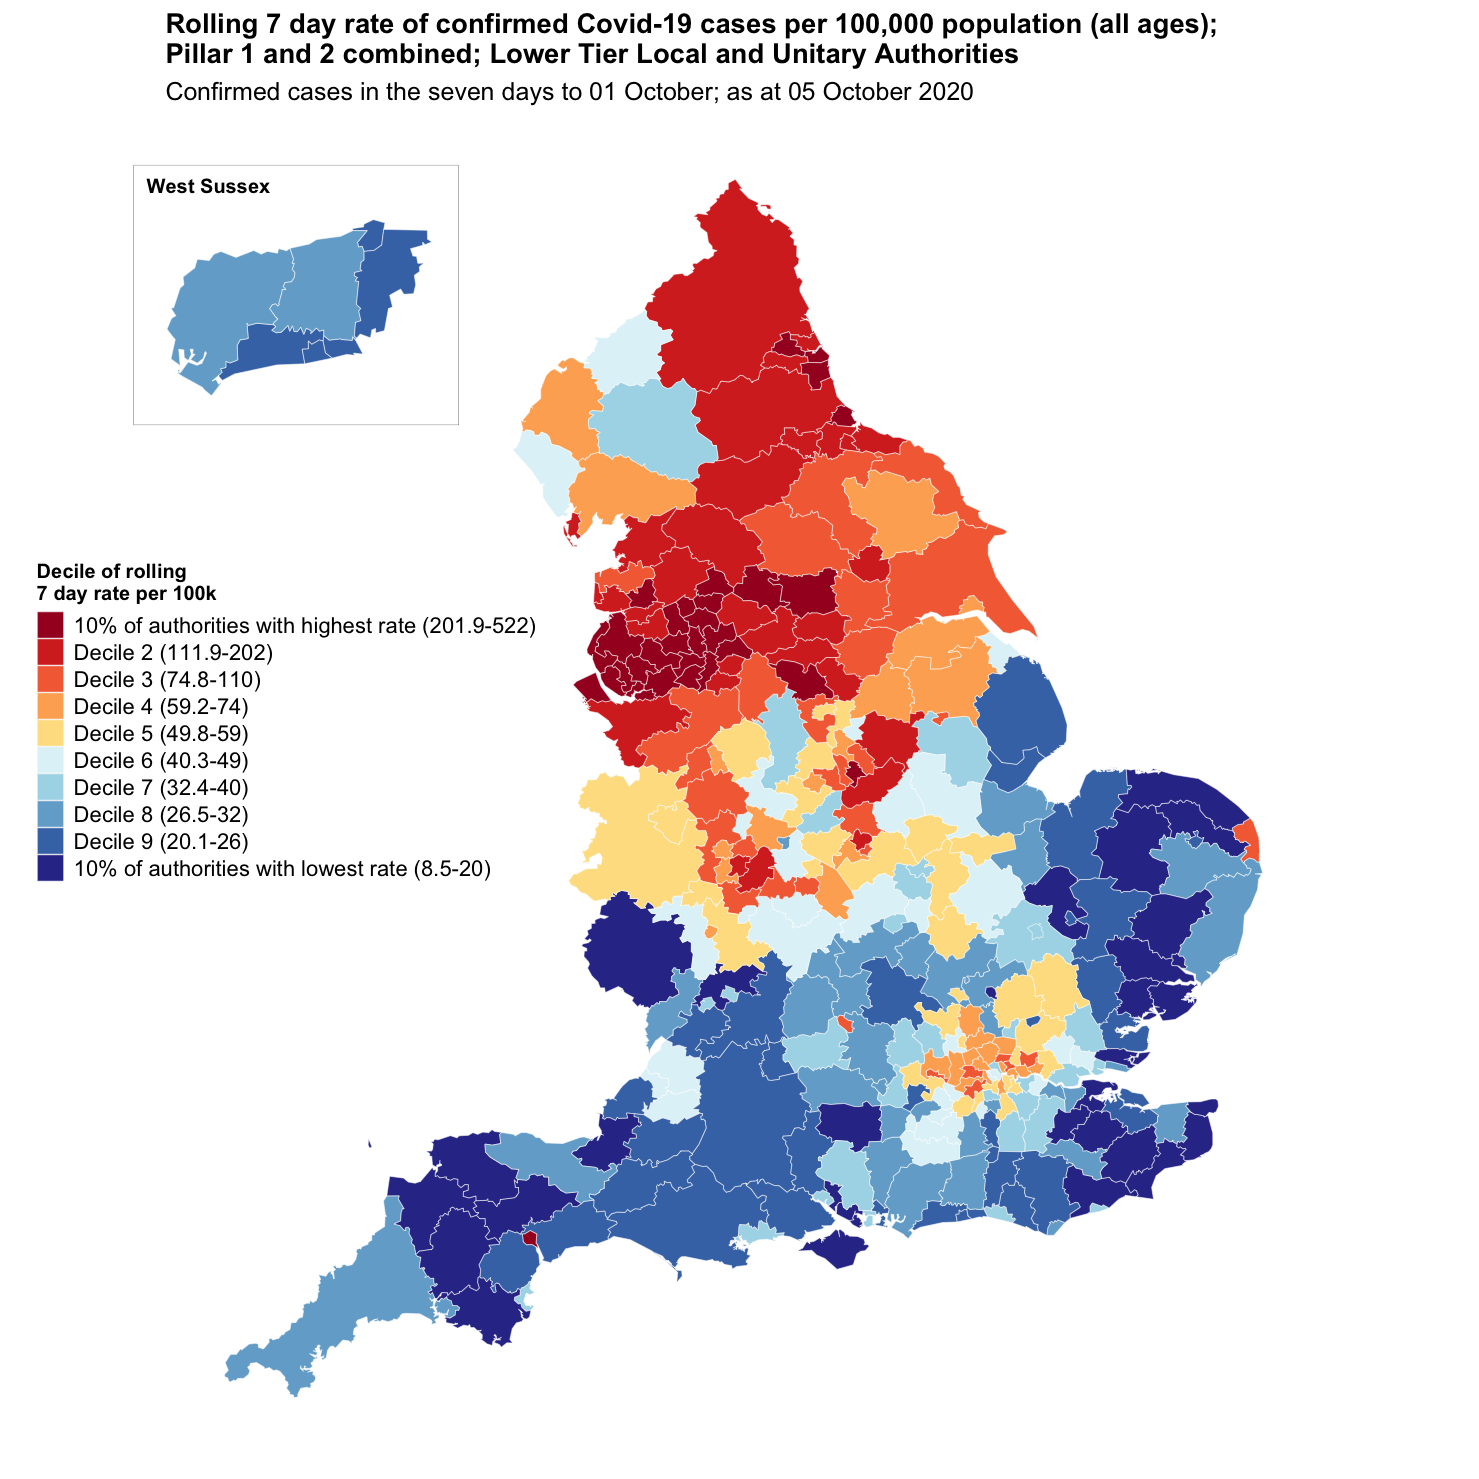 Rolling 7 day rate of confirmed Covid-19 cases per 100,000 population (all ages);
Pillar 1 and 2 combined; Lower Tier Local and Unitary Authorities
Confirmed cases in the seven days to 01 October; as at 05 October 2020
West Sussex
Decile of rolling
7 day rate per 100k
10% of authorities with highest rate (201.9-522)
Decile 2 (111.9-202)
Decile 3 (74.8-110)
Decile 4 (59.2-74)
Decile 5 (49.8-59)
Decile 6 (40.3-49)
Decile 7 (32.4-40)
Decile 8 (26.5-32)
Decile 9 (20.1-26)
10% of authorities with lowest rate (8.5-20)